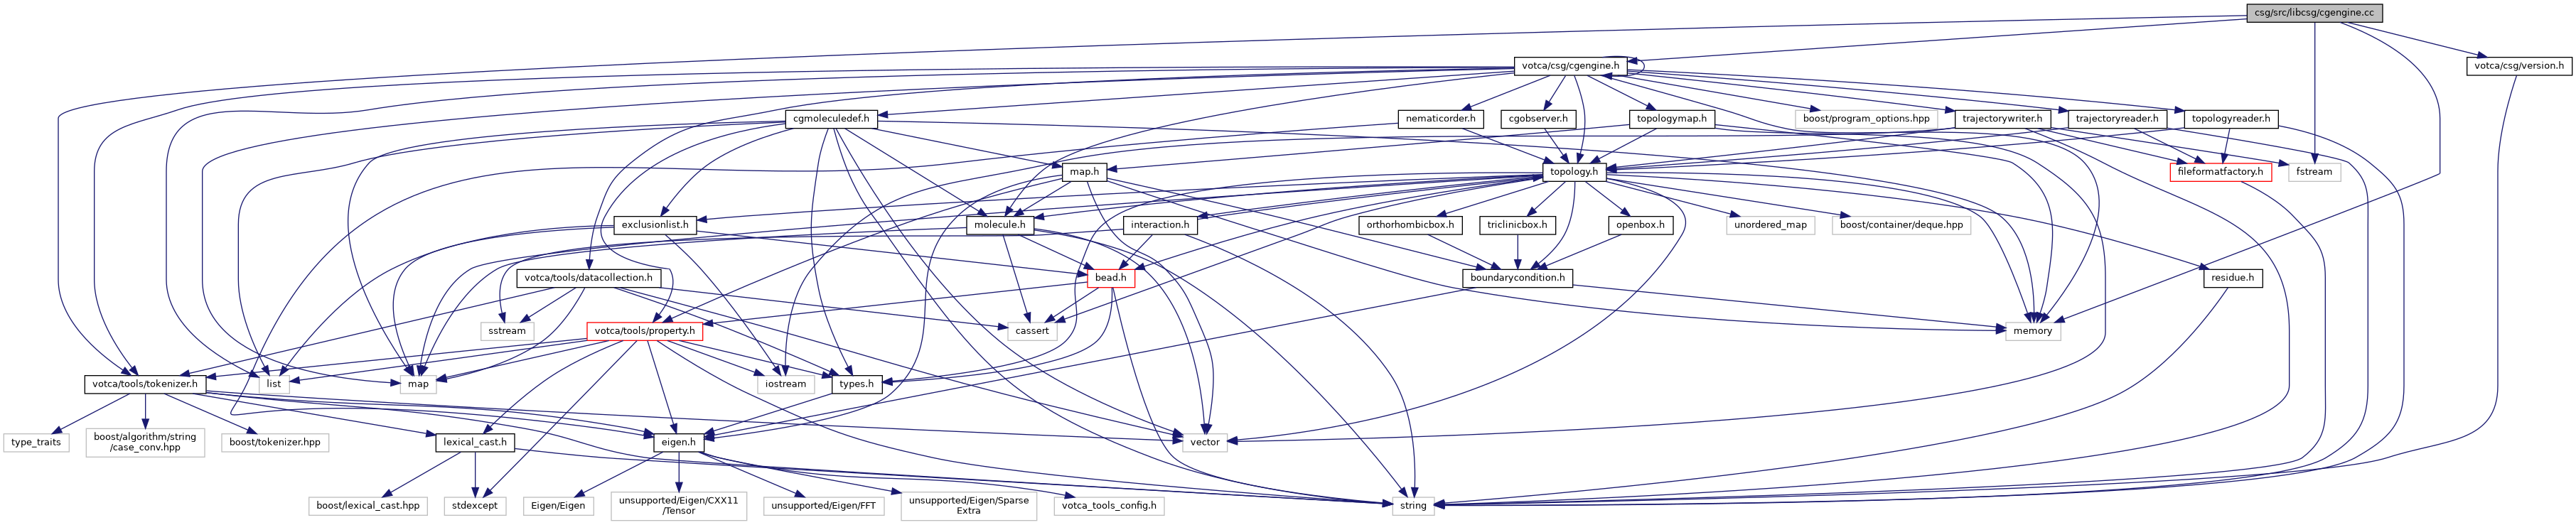 csg/src/libcsg/cgengine.cc
votca/csg/cgengine.h
votca/csg/version.h
cgmoleculedef.h
nematicorder.h
cgobserver.h
topologymap.h
boost/program_options.hpp
trajectorywriter.h
trajectoryreader.h
topologyreader.h
map.h
topology.h
fileformatfactory.h
fstream
exclusionlist.h
molecule.h
interaction.h
orthorhombicbox.h
triclinicbox.h
openbox.h
unordered_map
boost/container/deque.hpp
votca/tools/datacollection.h
bead.h
boundarycondition.h
residue.h
sstream
votca/tools/property.h
cassert
memory
votca/tools/tokenizer.h
list
map
iostream
types.h
type_traits
boost/algorithm/string
/case_conv.hpp
boost/tokenizer.hpp
lexical_cast.h
eigen.h
vector
boost/lexical_cast.hpp
stdexcept
Eigen/Eigen
unsupported/Eigen/CXX11
/Tensor
unsupported/Eigen/FFT
unsupported/Eigen/Sparse
Extra
votca_tools_config.h
string